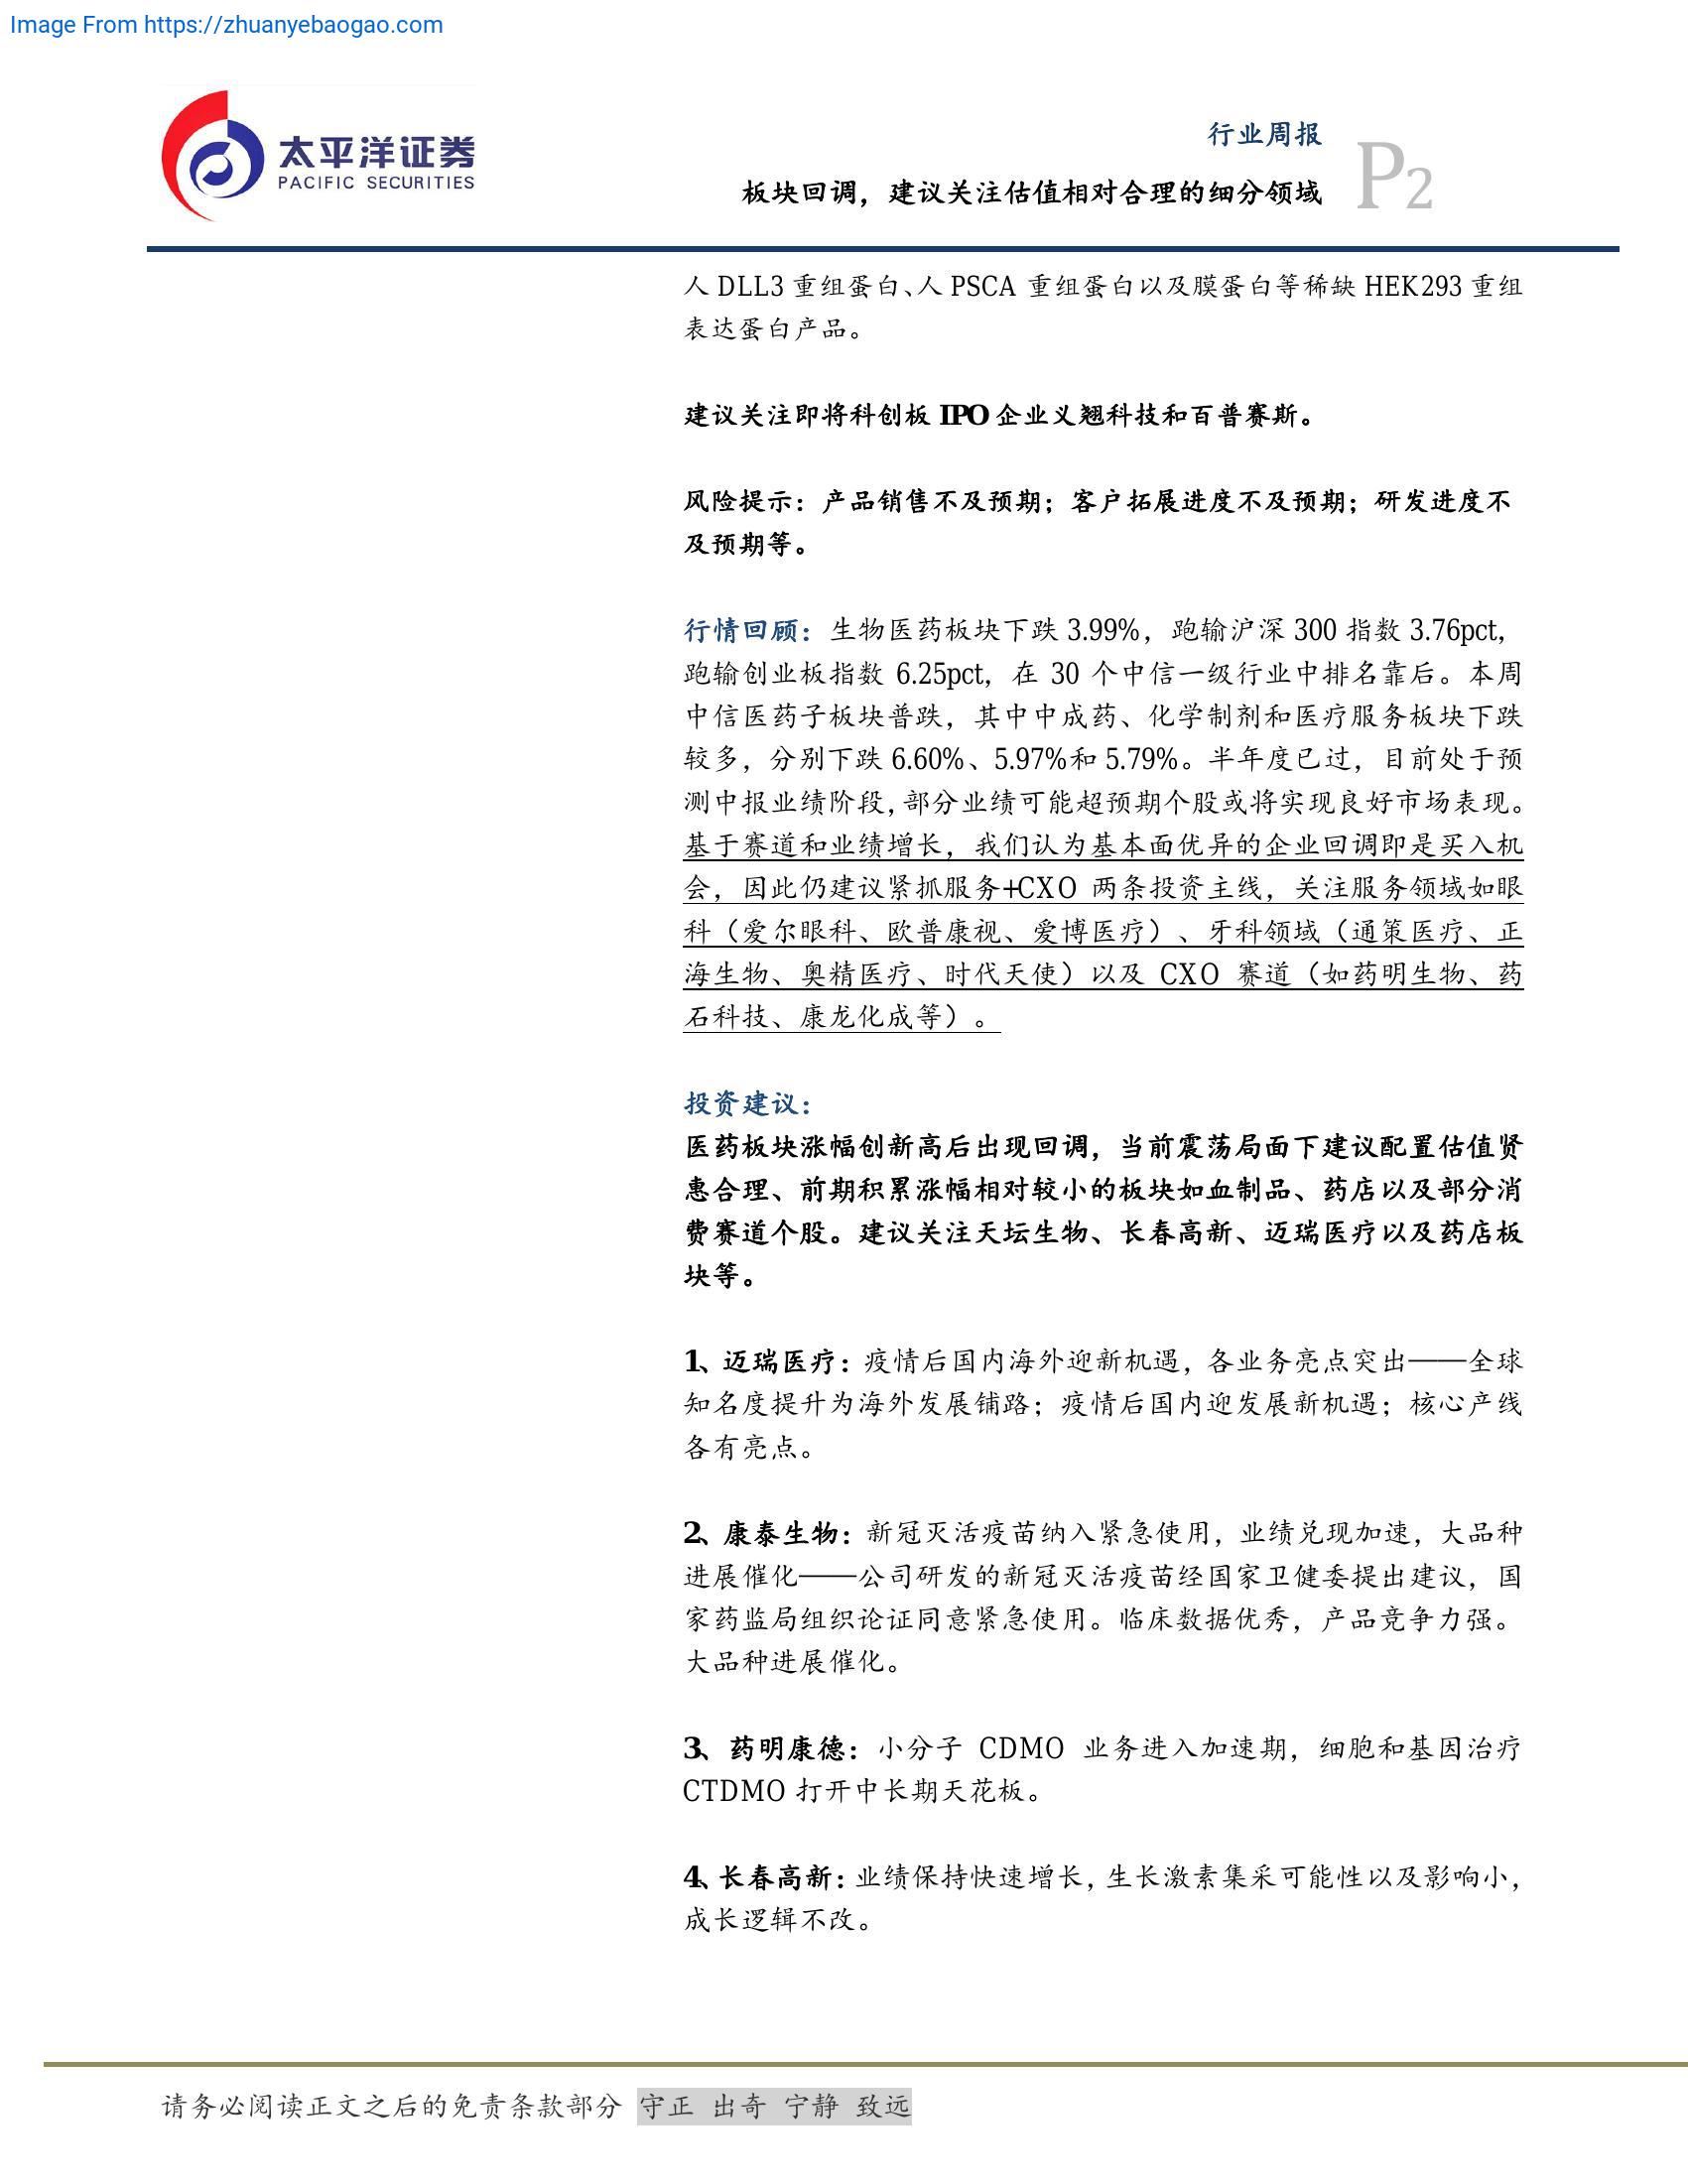 Image From https://zhuanyebaogao.com
太平洋证券
PACIFIC SECURITIES
行业周报
板块回调，建议关注估值相对合理的细分领域
P2
人 DLL3 重组蛋白、人 PSCA 重组蛋白以及膜蛋白等稀缺 HEK293 重组
表达蛋白产品。
建议关注即将科创板 IPO 企业义翘科技和百普赛斯。
风险提示：产品销售不及预期；客户拓展进度不及预期；研发进度不
及预期等。
行情回顾：生物医药板块下跌 3.99%，跑输沪深 300 指数 3.76pct，
跑输创业板指数 6.25pct，在 30 个中信一级行业中排名靠后。本周
中信医药子板块普跌，其中中成药、化学制剂和医疗服务板块下跌
较多，分别下跌 6.60%、5.97%和 5.79%。半年度已过，目前处于预
测中报业绩阶段，部分业绩可能超预期个股或将实现良好市场表现。
基于赛道和业绩增长，我们认为基本面优异的企业回调即是买入机
会，因此仍建议紧抓服务+CXO 两条投资主线，关注服务领域如眼
科（爱尔眼科、欧普康视、爱博医疗）、牙科领域（通策医疗、正
海生物、奥精医疗、时代天使）以及 CXO 赛道（如药明生物、药
石科技、康龙化成等）。
投资建议：
医药板块涨幅创新高后出现回调，当前震荡局面下建议配置估值贤
惠合理、前期积累涨幅相对较小的板块如血制品、药店以及部分消
费赛道个股。建议关注天坛生物、长春高新、迈瑞医疗以及药店板
块等。
1、迈瑞医疗：疫情后国内海外迎新机遇，各业务亮点突出——全球
知名度提升为海外发展铺路；疫情后国内迎发展新机遇；核心产线
各有亮点。
2、康泰生物：新冠灭活疫苗纳入紧急使用，业绩兑现加速，大品种
进展催化——公司研发的新冠灭活疫苗经国家卫健委提出建议，国
家药监局组织论证同意紧急使用。临床数据优秀，产品竞争力强。
大品种进展催化。
3、药明康德：小分子 CDMO 业务进入加速期，细胞和基因治疗
CTDMO 打开中长期天花板。
4、长春高新：业绩保持快速增长，生长激素集采可能性以及影响小，
成长逻辑不改。
请务必阅读正文之后的免责条款部分 守正 出奇 宁静 致远